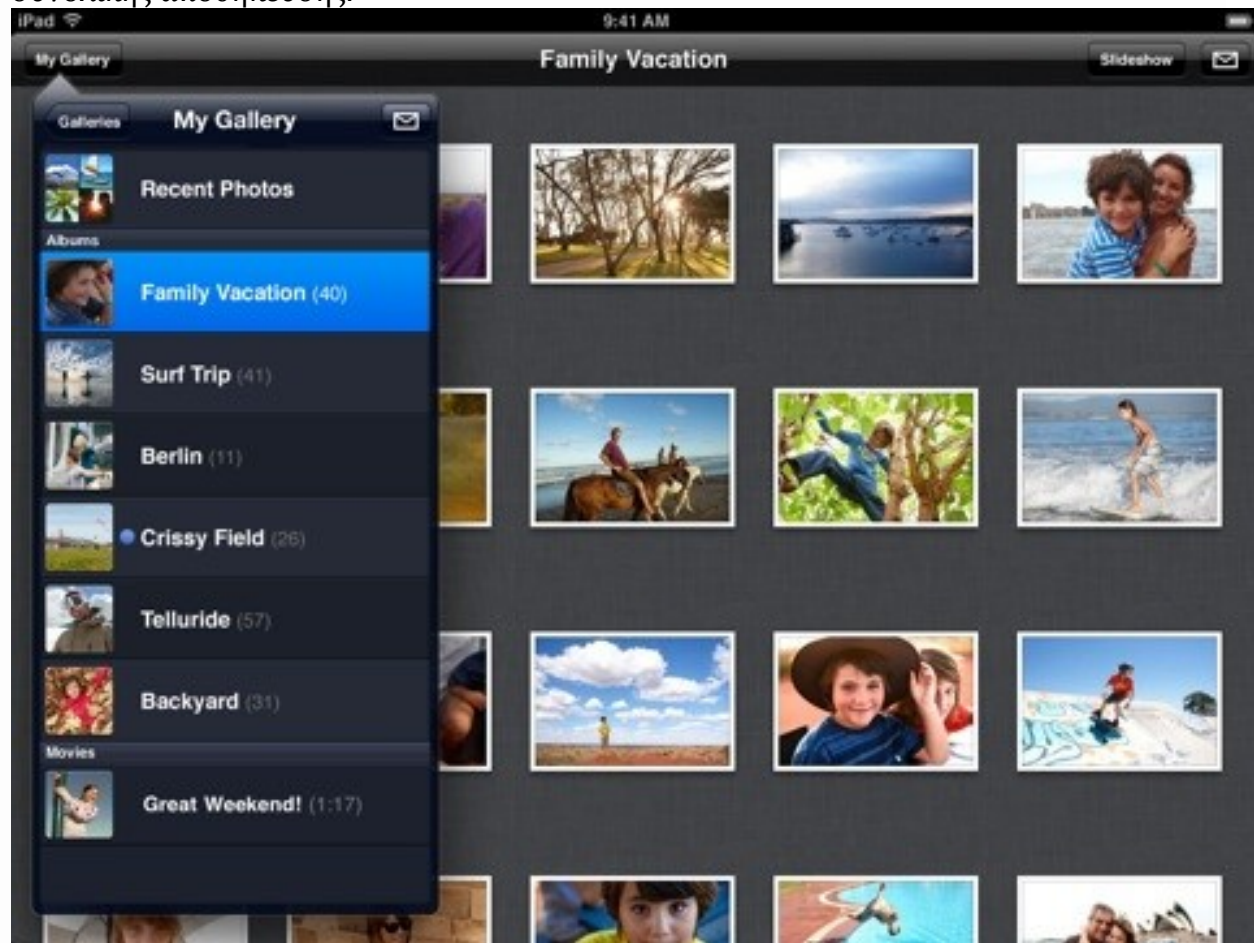 iPad
9:41 AM
My Gallery
Family Vacation
Slideshow
Galleries
My Gallery
Recent Photos
Albums
Family Vacation (40)
Surf Trip (41)
Berlin (11)
Crissy Field (26)
Telluride (57)
Backyard (31)
Movies
Great Weekend! (1:17)